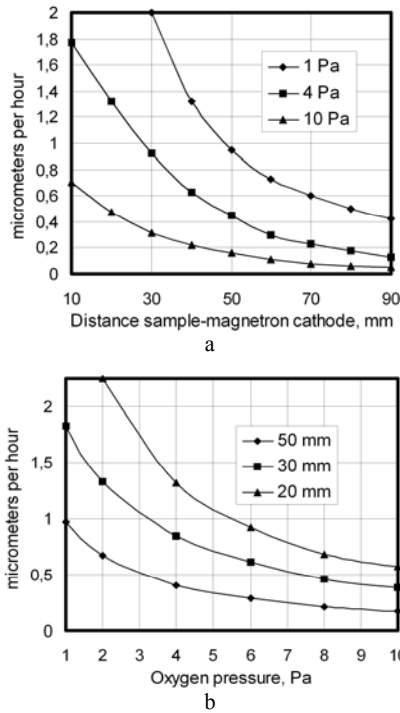 2
1,8
1,6
1,4
1,2
1
0,8
0,6
0,4
0,2
0
micrometers per hour
1 Pa
4 Pa
10 Pa
10 30 50 70 90
Distance sample-magnetron cathode, mm
a
2
1,5
1
0,5
0
micrometers per hour
50 mm
30 mm
20 mm
1 2 3 4 5 6 7 8 9 10
Oxygen pressure, Pa
b